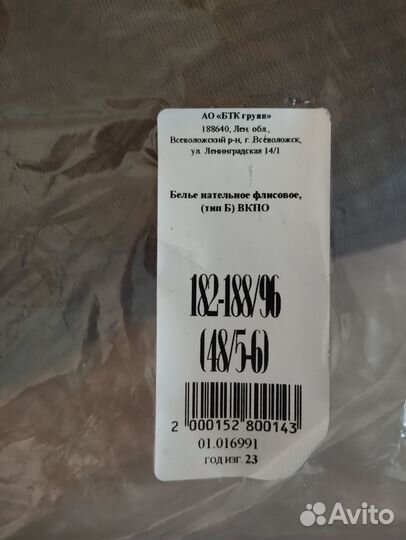 АО «БТК групп»
188640, Лен. обл.,
Всеволожский р-н, г. Всеволожск,
ул. Ленинградская 14/1
Белье нательное флисовое,
(тип Б) ВКПО
182-188/96
(48/5-6)
2 000152 800143
01.016991
ГОД ИЗГ. 23
Avito